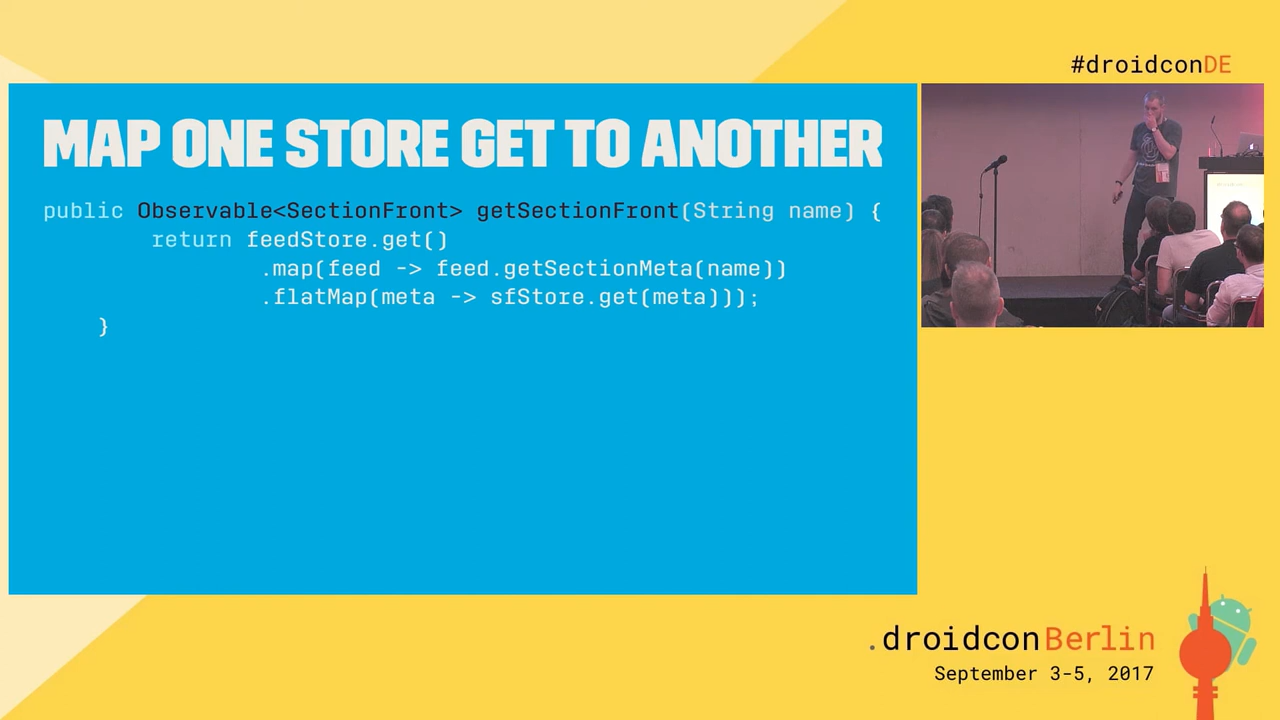 #droidconDE
MAP ONE STORE GET TO ANOTHER
public Observable<SectionFront> getSectionFront(String name) {
return feedStore.get()
.map(feed -> feed.getSectionMeta(name))
.flatMap(meta -> sfStore.get(meta)));
}
.droidconBerlin
September 3-5, 2017